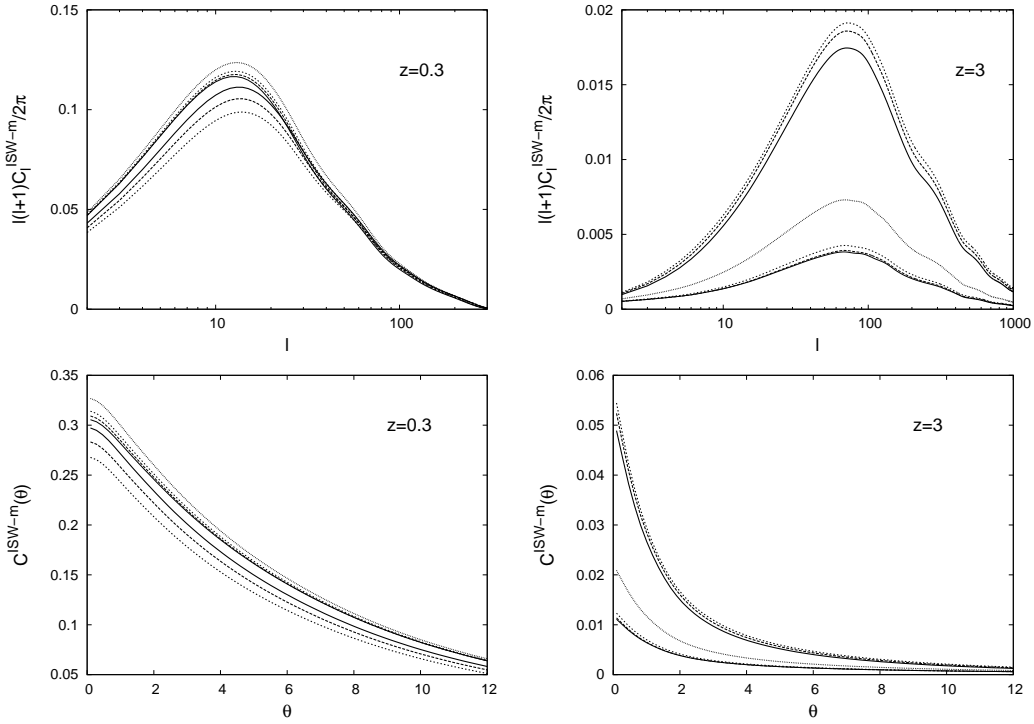 0.15
0.1
0.05
0
10
100
l
l(l+1)C_l^{ISW-m}/2π
z=0.3
0.02
0.015
0.01
0.005
0
10
100
1000
l
l(l+1)C_l^{ISW-m}/2π
z=3
0.35
0.3
0.25
0.2
0.15
0.1
0.05
0 2 4 6 8 10 12
θ
C^{ISW-m}(θ)
z=0.3
0.06
0.05
0.04
0.03
0.02
0.01
0
0 2 4 6 8 10 12
θ
C^{ISW-m}(θ)
z=3